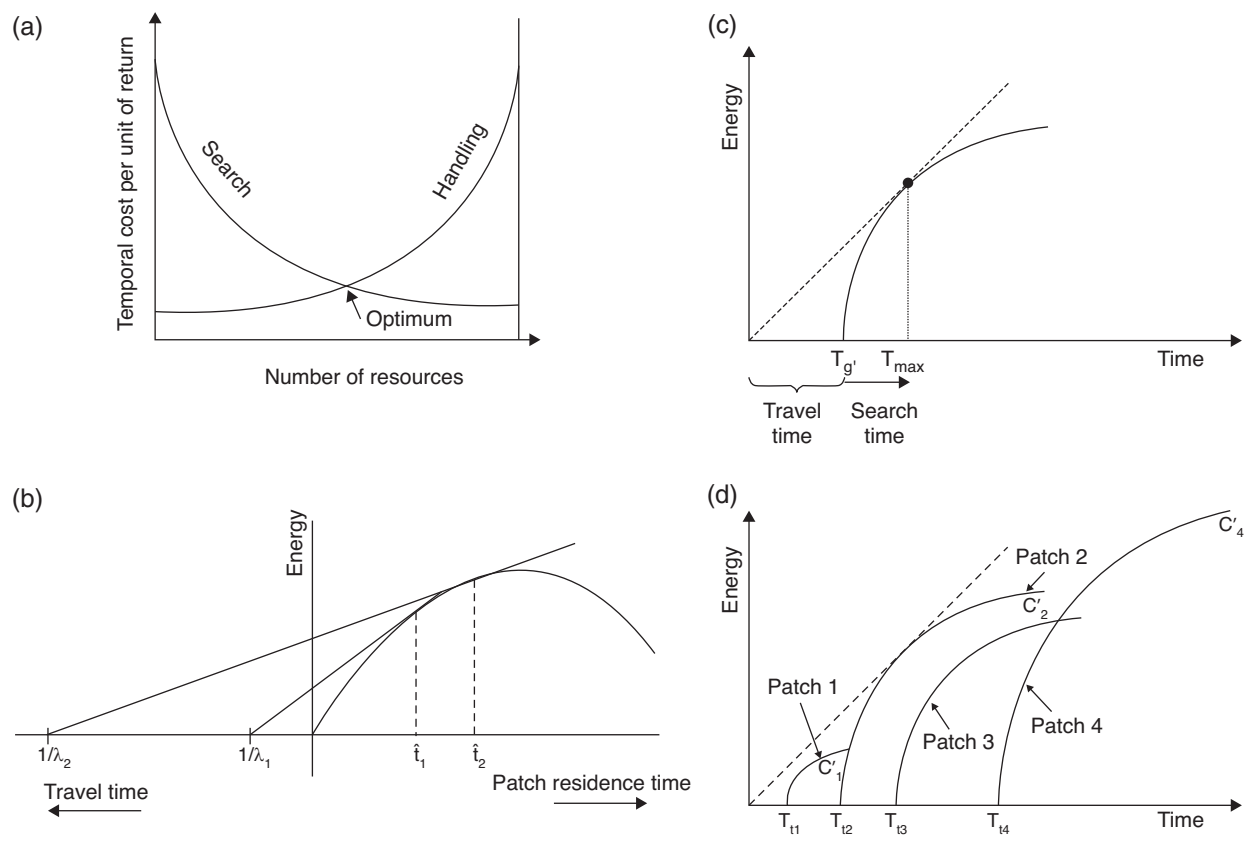 (a)
Temporal cost per unit of return
Search
Handling
Optimum
Number of resources
(b)
Energy
1/λ₂
1/λ₁
t̂₁
t̂₂
Travel time
Patch residence time
(c)
Energy
Tg'
Tmax
Time
Travel
time
Search
time
(d)
Energy
Patch 1
C'₁
Patch 2
C'₂
Patch 3
Patch 4
C'₄
Tt1
Tt2
Tt3
Tt4
Time